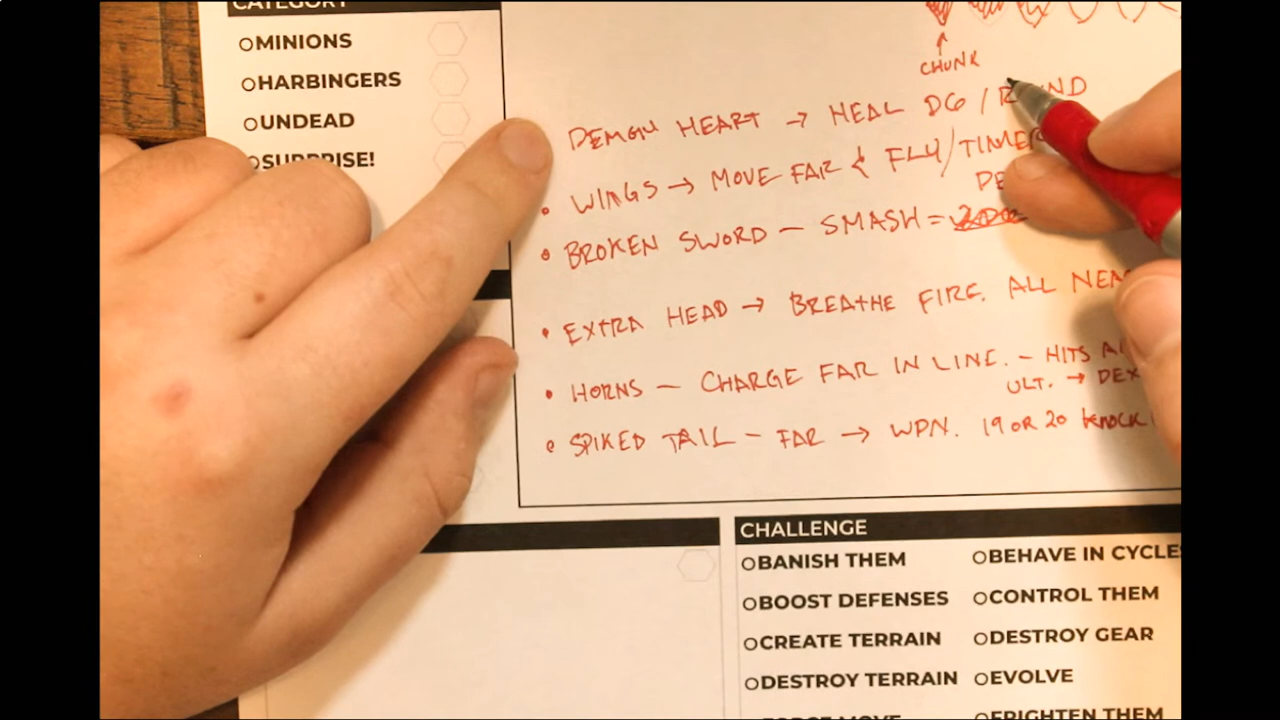 CATEGORY
MINIONS
HARBINGERS
UNDEAD
SURPRISE!
CHUNK
DEMON HEART → HEAL D6 /
• WINGS → MOVE FAR & FLY/TIMER
• BROKEN SWORD – SMASH =
• EXTRA HEAD → BREATHE FIRE. ALL
• HORNS – CHARGE FAR IN LINE. – HITS
ULT. → DEX
• SPIKED TAIL – FAR → WPN. 19 OR 20 KNOCK
CHALLENGE
BANISH THEM
BOOST DEFENSES
CREATE TERRAIN
DESTROY TERRAIN
FORCE MOVE
BEHAVE IN CYCLES
CONTROL THEM
DESTROY GEAR
EVOLVE
FRIGHTEN THEM